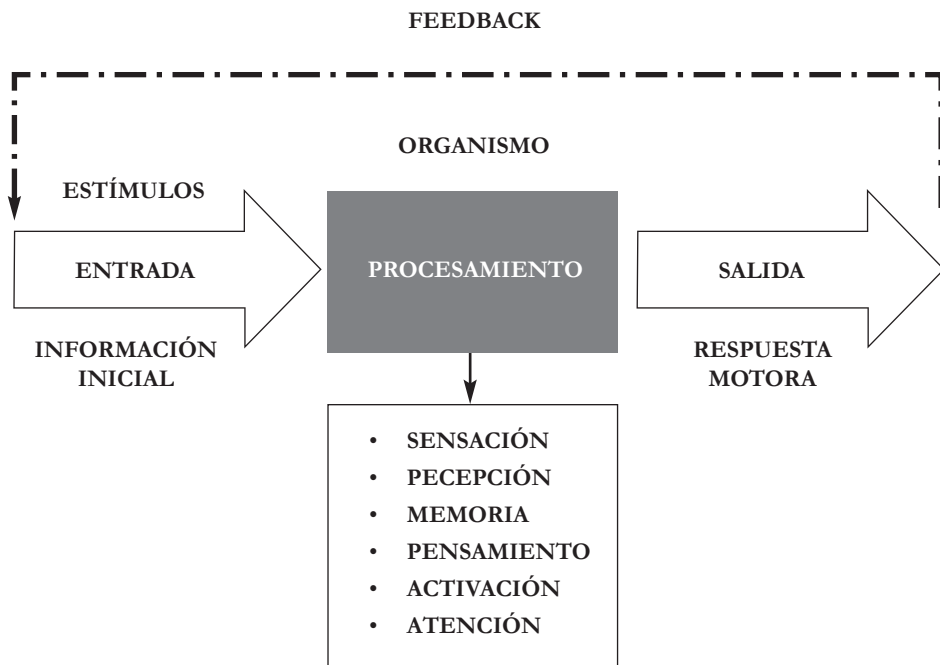 FEEDBACK
ORGANISMO
ESTÍMULOS
ENTRADA
PROCESAMIENTO
SALIDA
INFORMACIÓN
INICIAL
RESPUESTA
MOTORA
• SENSACIÓN
• PECEPCIÓN
• MEMORIA
• PENSAMIENTO
• ACTIVACIÓN
• ATENCIÓN